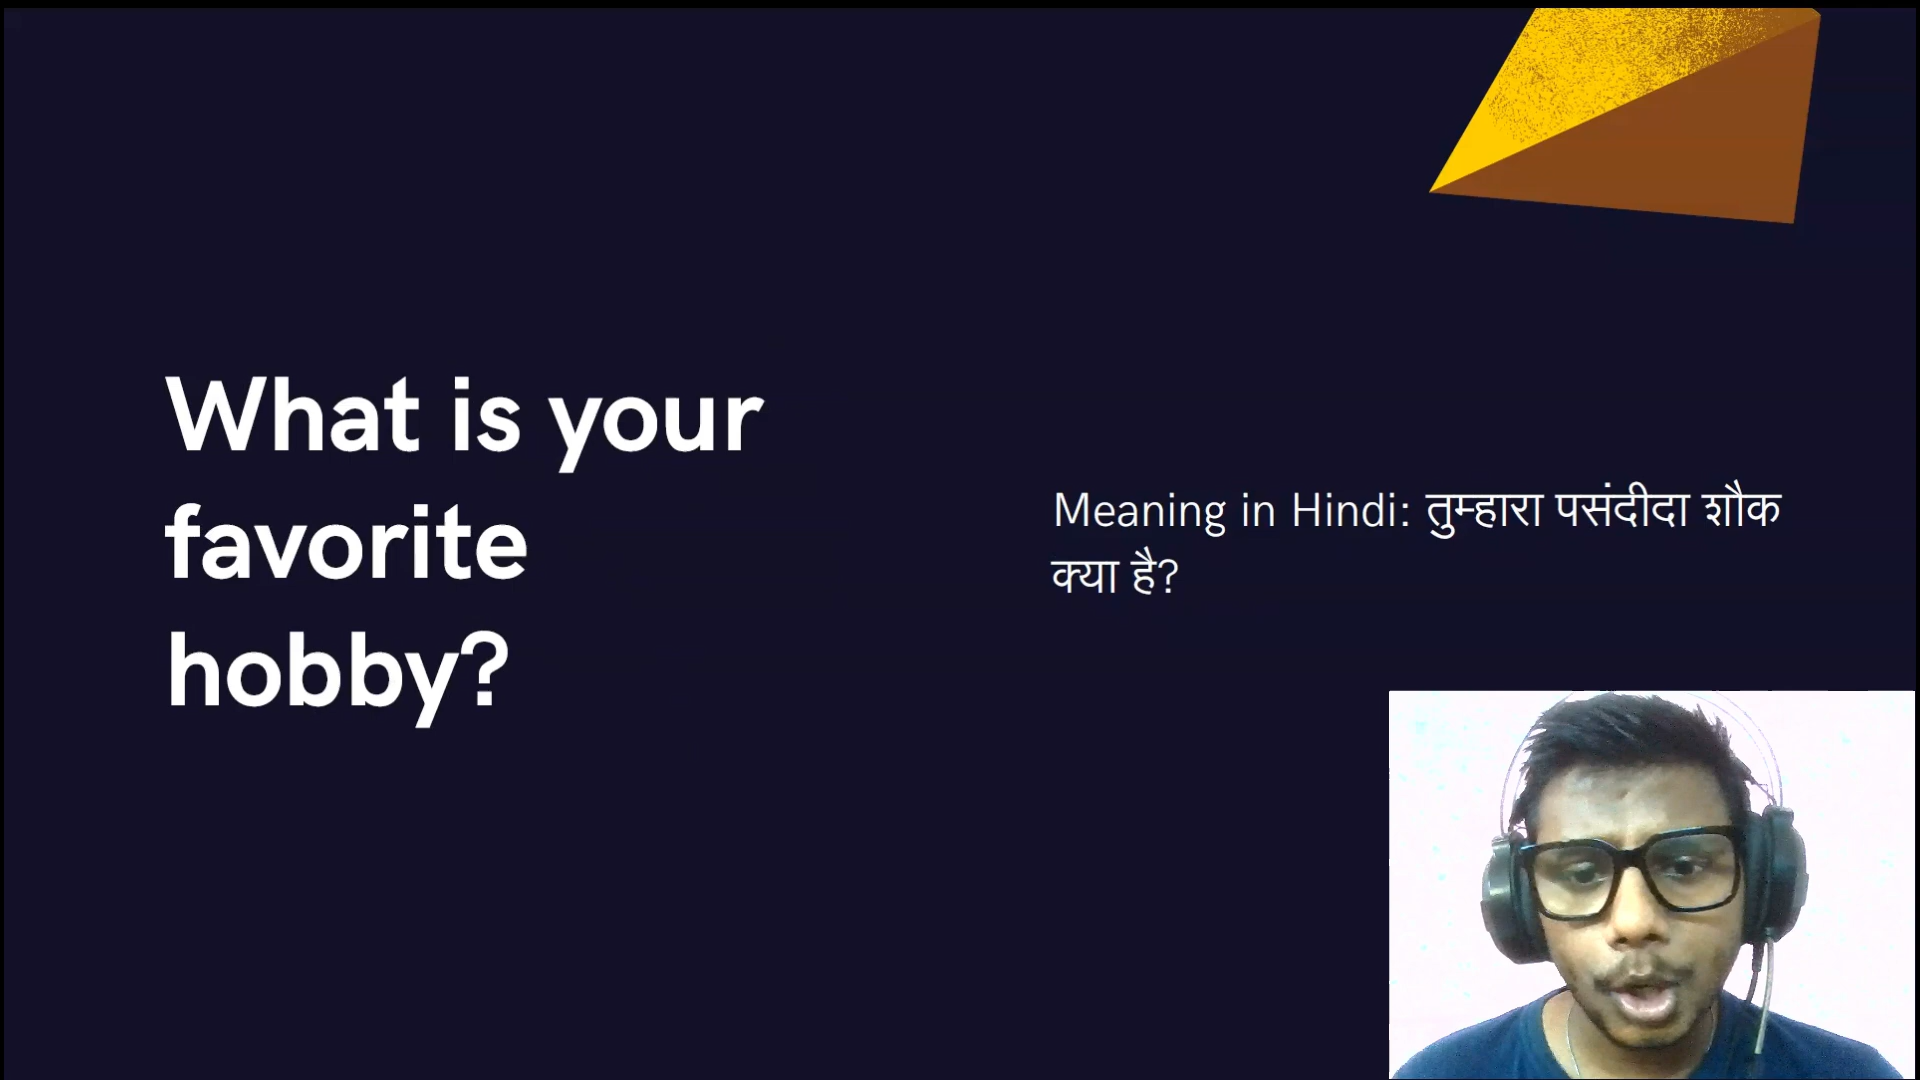 What is your
favorite
hobby?
Meaning in Hindi: तुम्हारा पसंदीदा शौक
क्या है?